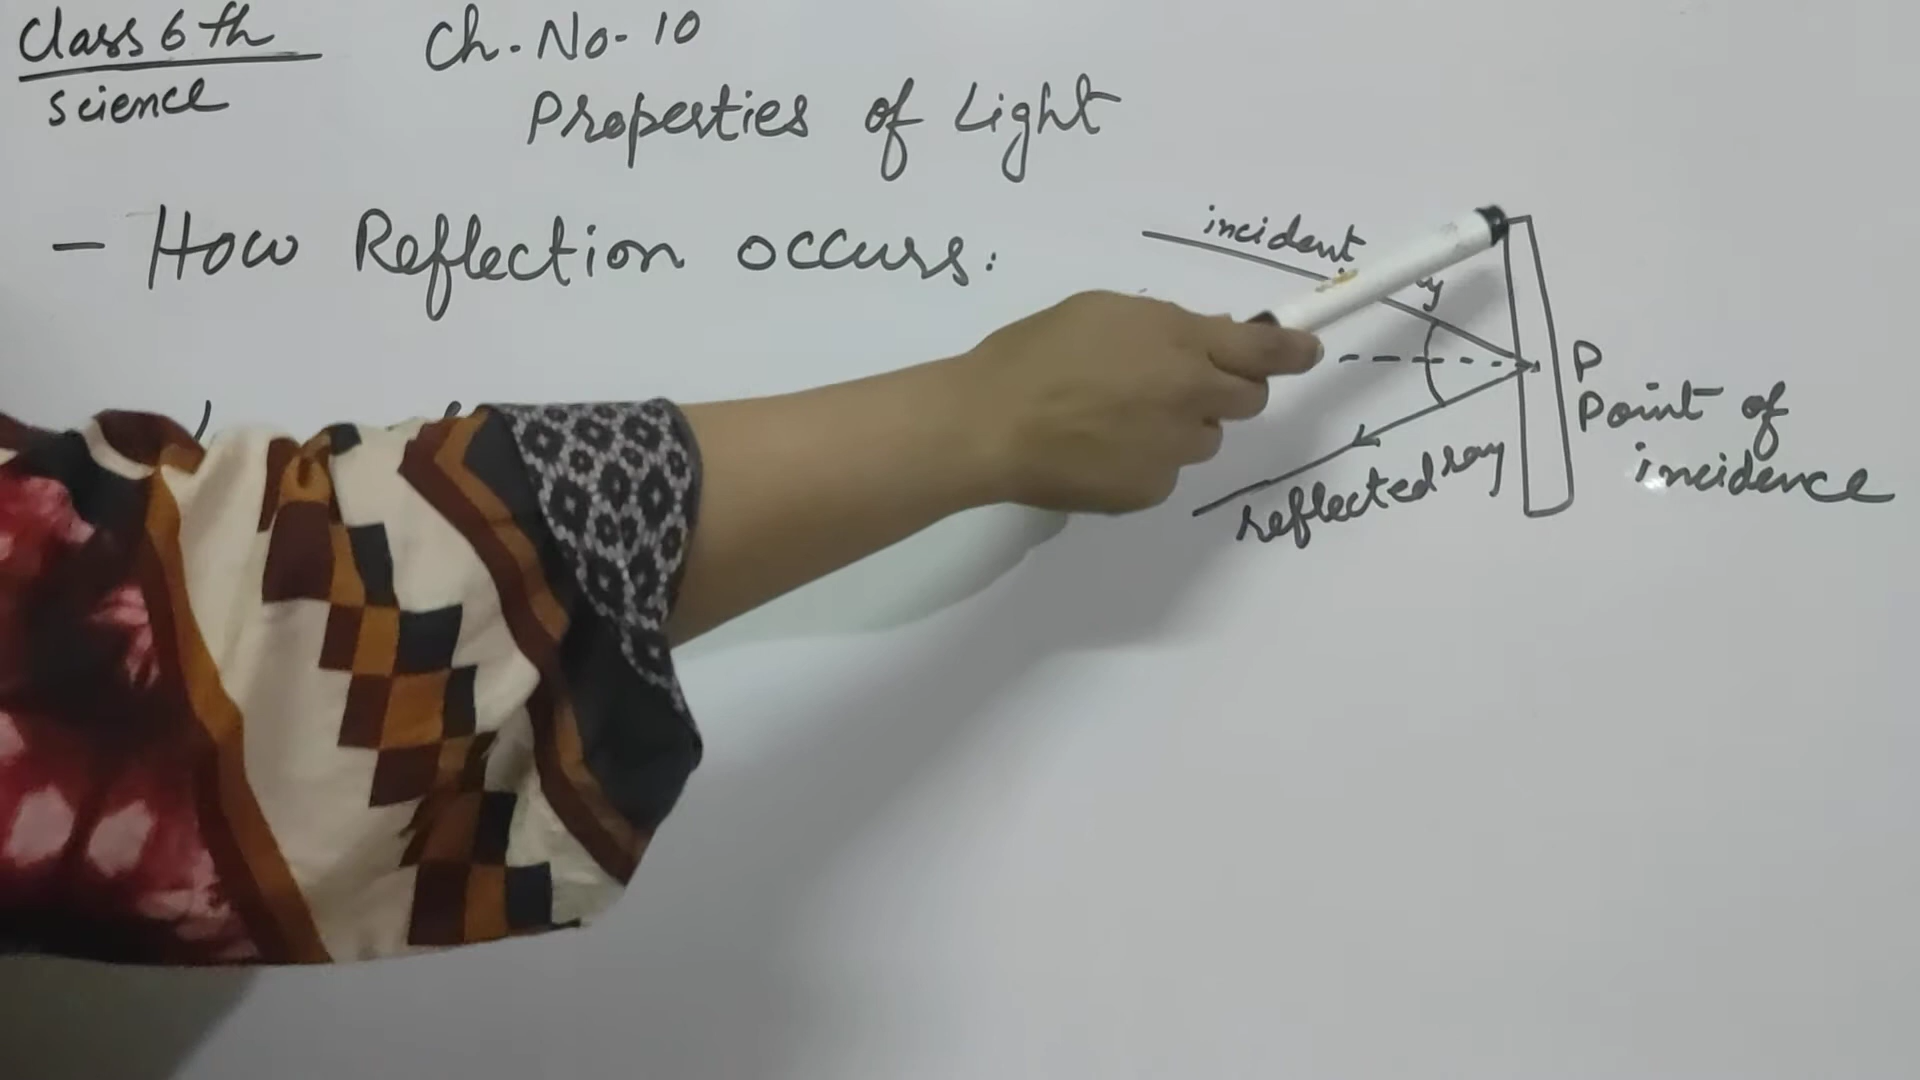 Class 6th
Science
Ch. No- 10
Properties of Light
- How Reflection occurs.
incident
P
Point of
incidence
reflected ray